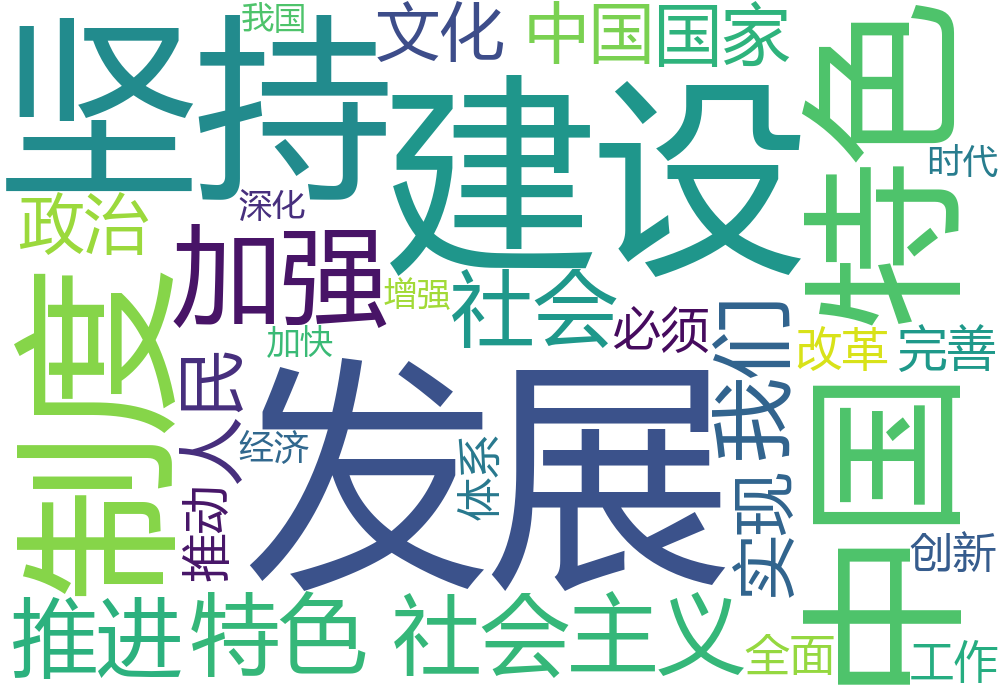 我国
文化
中国
国家
坚持
建设
中国特色
时代
政治
深化
加强
增强
社会
必须
我们
改革
完善
加快
制度
人民
经济
发展
体系
推动
实现
创新
推进
特色 社会主义
全面
工作